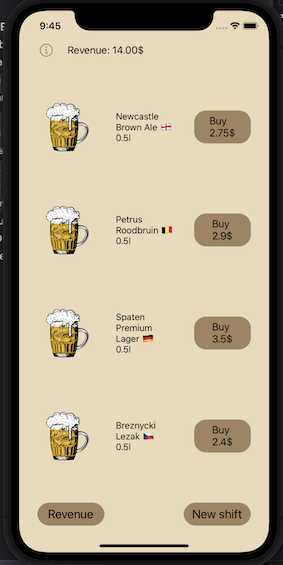 9:45
Revenue: 14.00$
Newcastle
Brown Ale 🏴󠁧󠁢󠁥󠁮󠁧󠁿
0.5l
Buy
2.75$
Petrus
Roodbruin 🇧🇪
0.5l
Buy
2.9$
Spaten
Premium
Lager 🇩🇪
0.5l
Buy
3.5$
Breznycki
Lezak 🇨🇿
0.5l
Buy
2.4$
Revenue
New shift